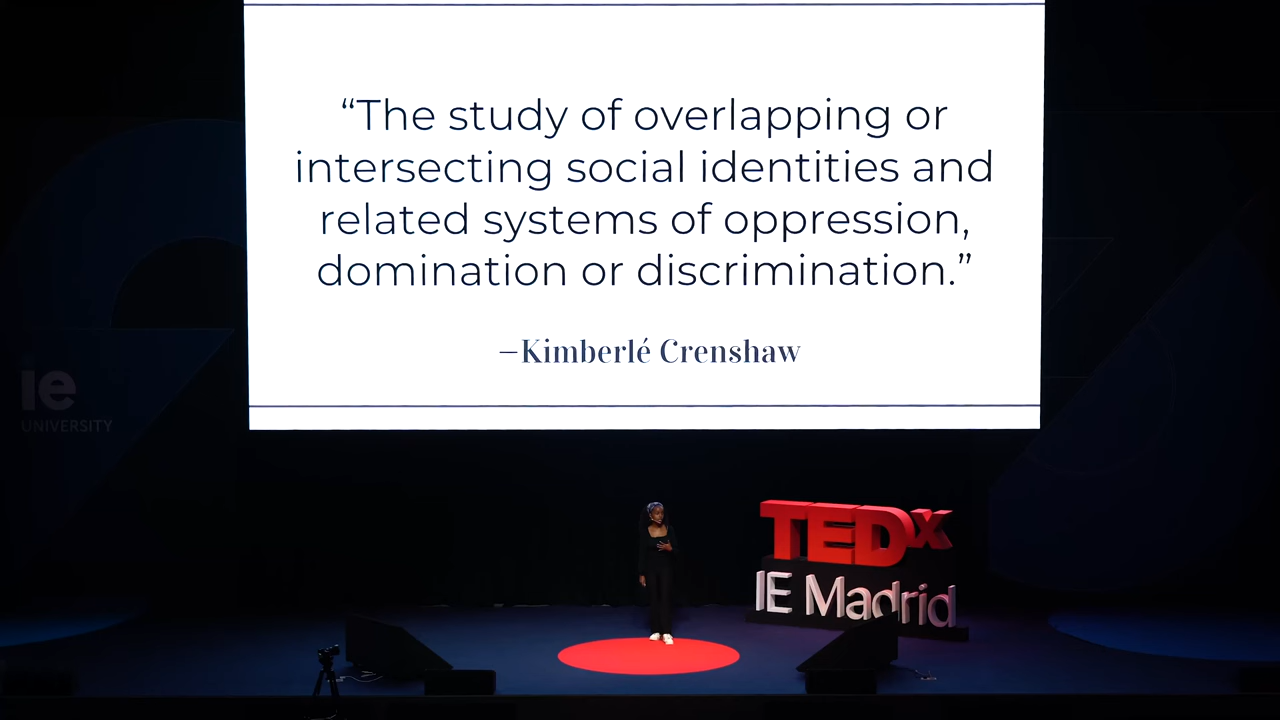 “The study of overlapping or
intersecting social identities and
related systems of oppression,
domination or discrimination.”
—Kimberlé Crenshaw
ie
UNIVERSITY
TEDx
IE Madrid